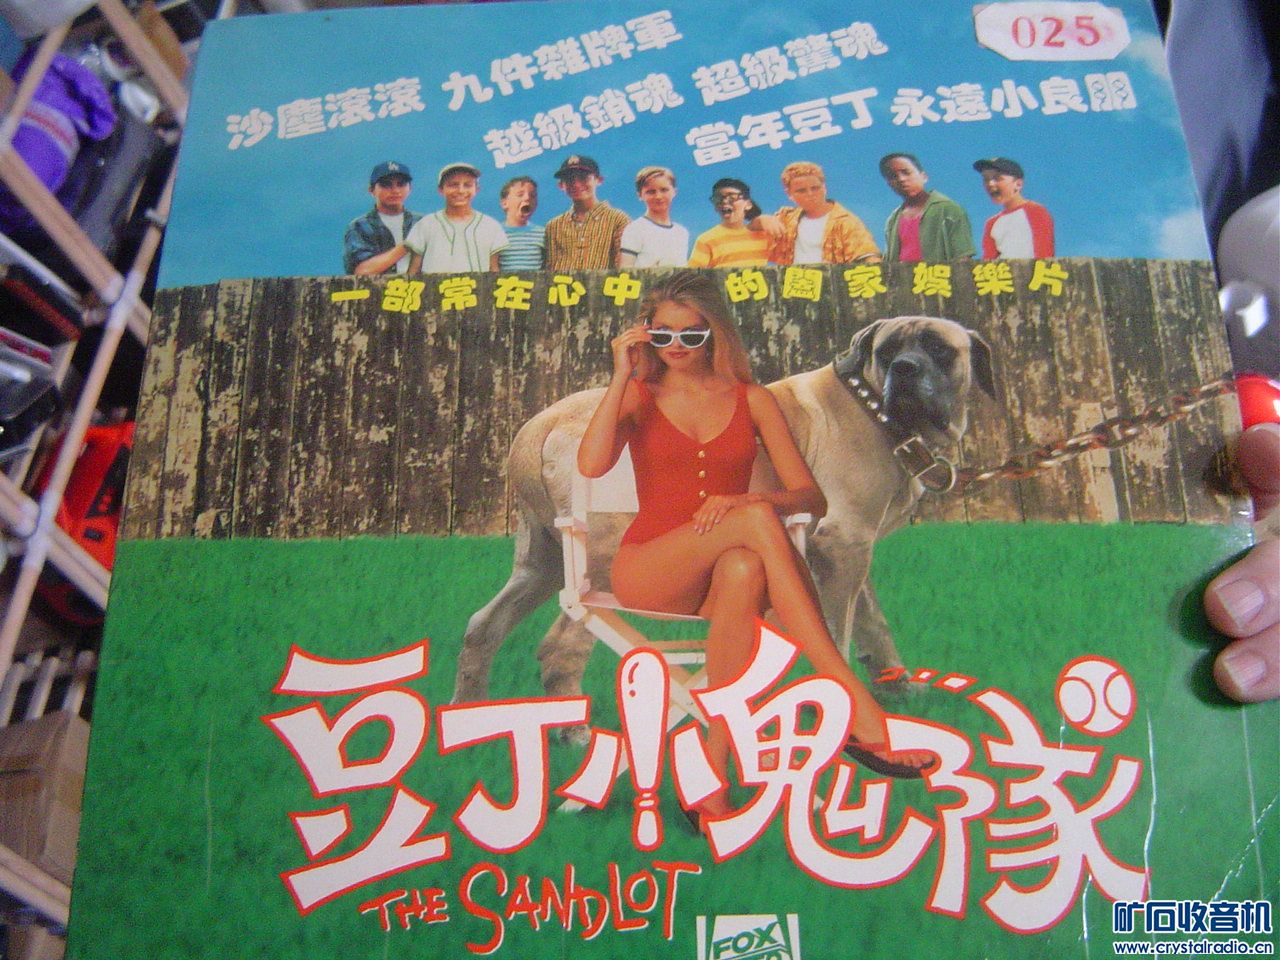 025
沙塵滾滾 九件雜牌軍
越級銷魂 超級驚魂
當年豆丁 永遠小良朋
一部常在心中的闔家娛樂片
豆丁小鬼隊
THE SANDLOT
FOX
矿石收音机
www.crystalradio.cn